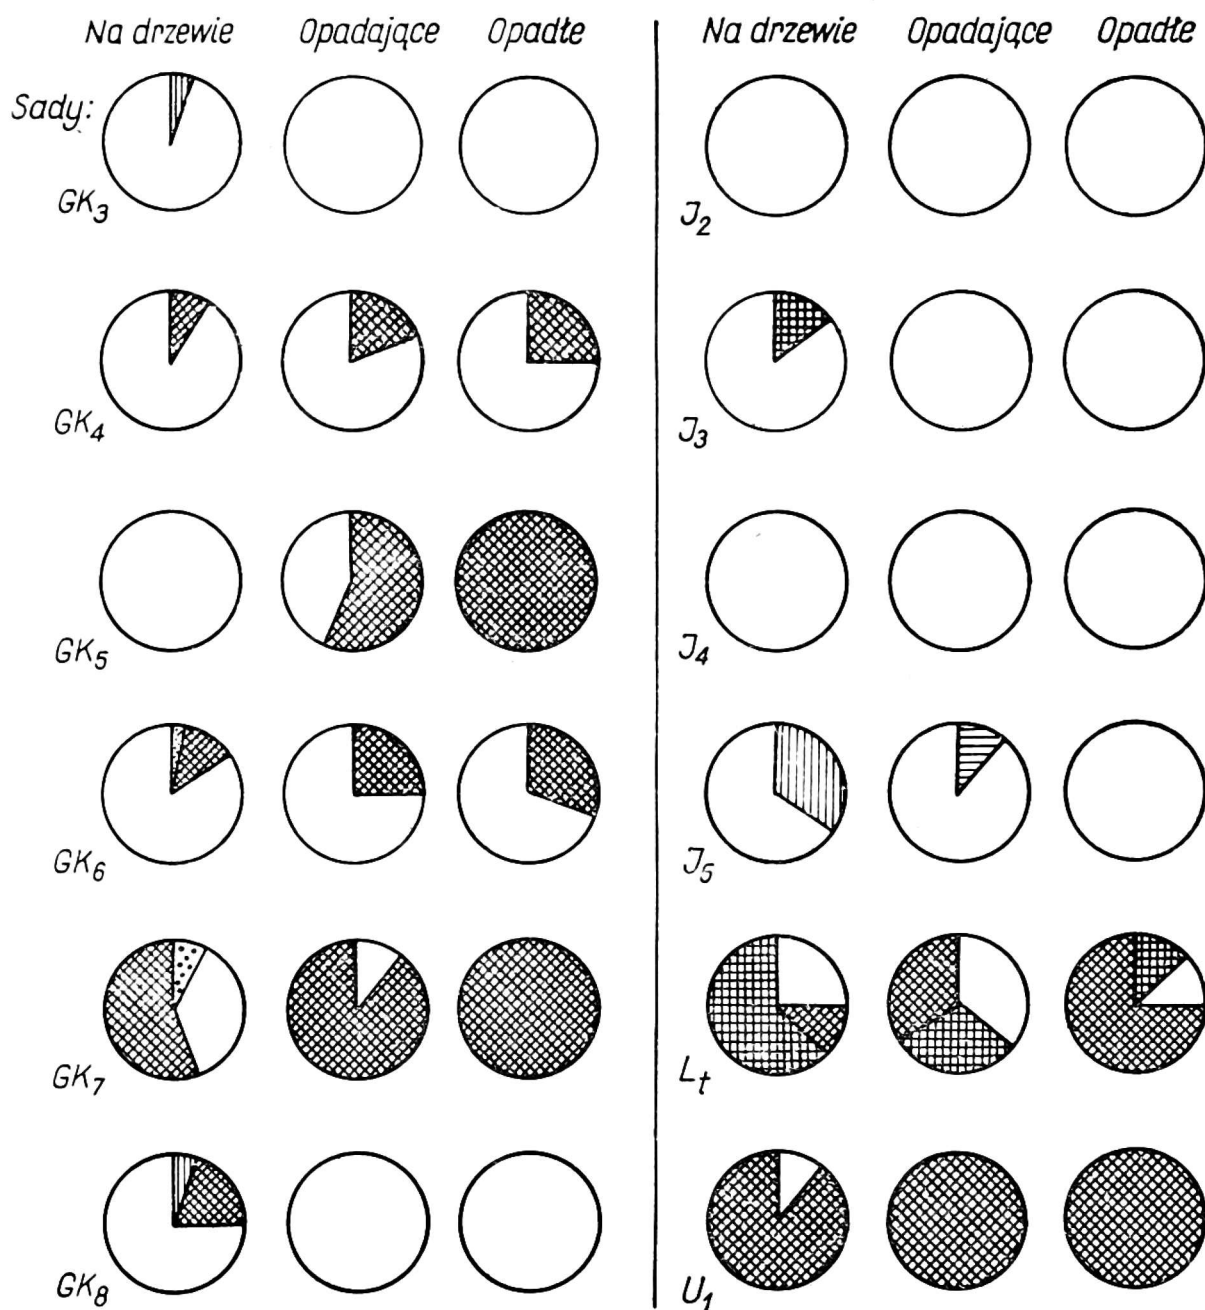 Na drzewie Opadające Opadłe Na drzewie Opadające Opadłe
Sady:
GK3 J2
GK4 J3
GK5 J4
GK6 J5
GK7 Lt
GK8 U1